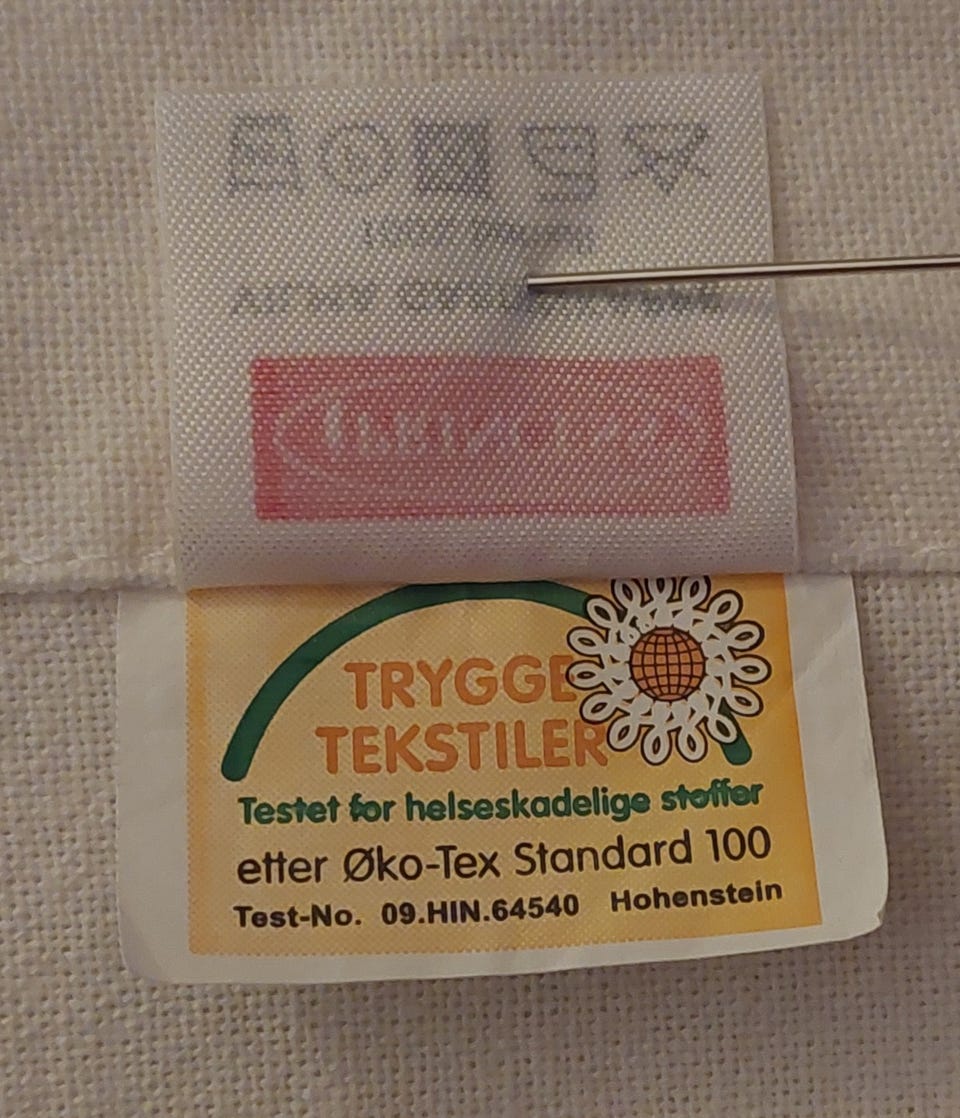 TRYGGE
TEKSTILER
Testet for helseskadelige stoffer
etter Øko-Tex Standard 100
Test-No. 09.HIN.64540 Hohenstein